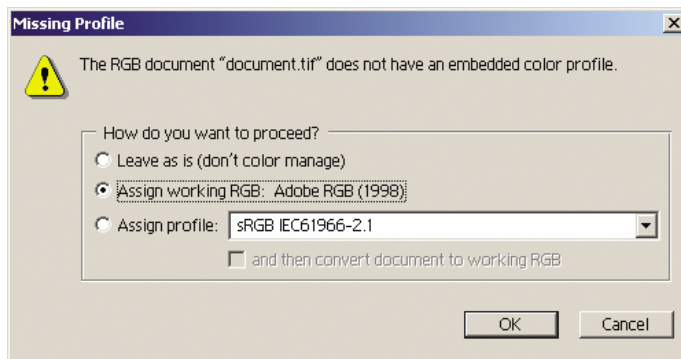 Missing Profile
The RGB document "document.tif" does not have an embedded color profile.
How do you want to proceed?
Leave as is (don't color manage)
Assign working RGB: Adobe RGB (1998)
Assign profile: sRGB IEC61966-2.1
and then convert document to working RGB
OK Cancel